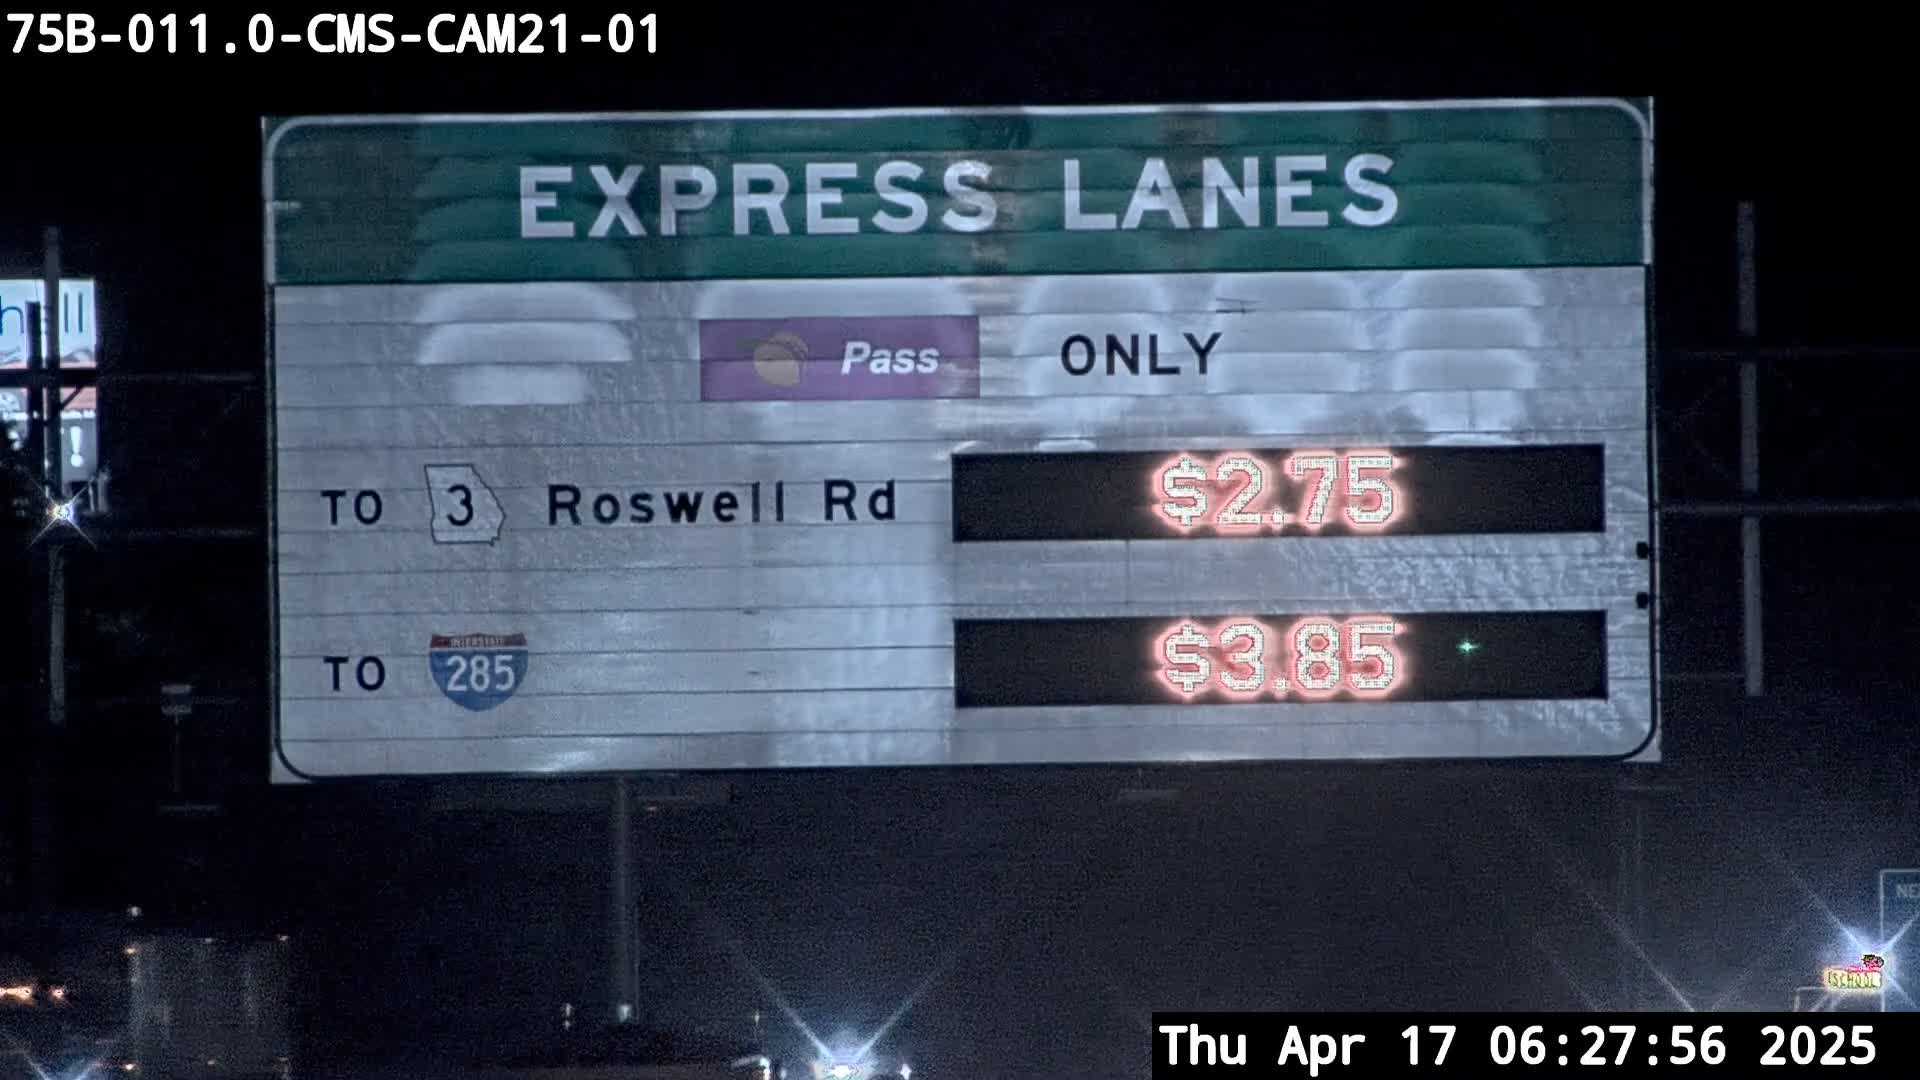 75B-011.0-CMS-CAM21-01
EXPRESS LANES
Pass ONLY
TO 3 Roswell Rd $2.75
TO INTERSTATE 285 $3.85
SCHOOL
Thu Apr 17 06:27:56 2025